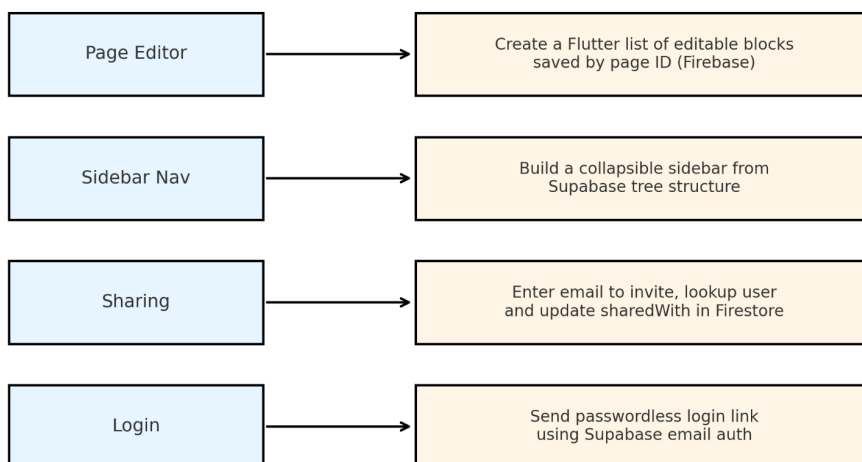 Page Editor
Create a Flutter list of editable blocks
saved by page ID (Firebase)
Sidebar Nav
Build a collapsible sidebar from
Supabase tree structure
Sharing
Enter email to invite, lookup user
and update sharedWith in Firestore
Login
Send passwordless login link
using Supabase email auth